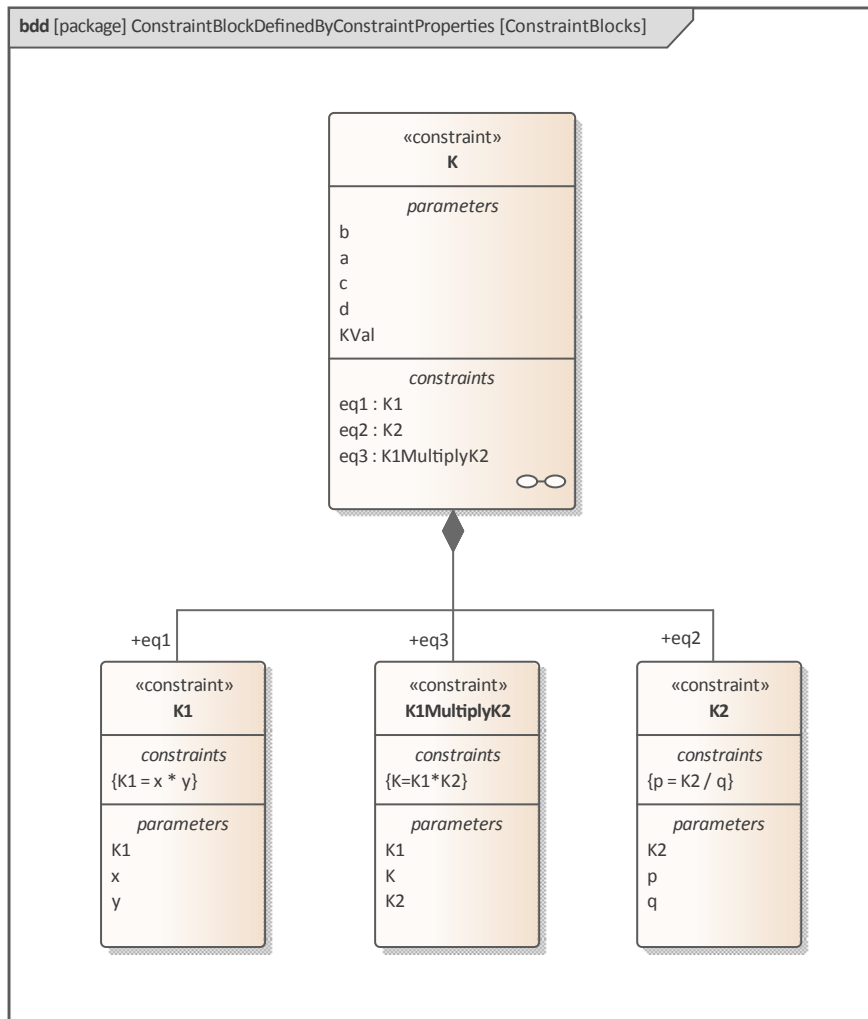 bdd [package] ConstraintBlockDefinedByConstraintProperties [ConstraintBlocks]
«constraint»
K
parameters
b
a
c
d
KVal
constraints
eq1 : K1
eq2 : K2
eq3 : K1MultiplyK2
+eq1
+eq3
+eq2
«constraint»
K1
constraints
{K1 = x * y}
parameters
K1
x
y
«constraint»
K1MultiplyK2
constraints
{K=K1*K2}
parameters
K1
K
K2
«constraint»
K2
constraints
{p = K2 / q}
parameters
K2
p
q